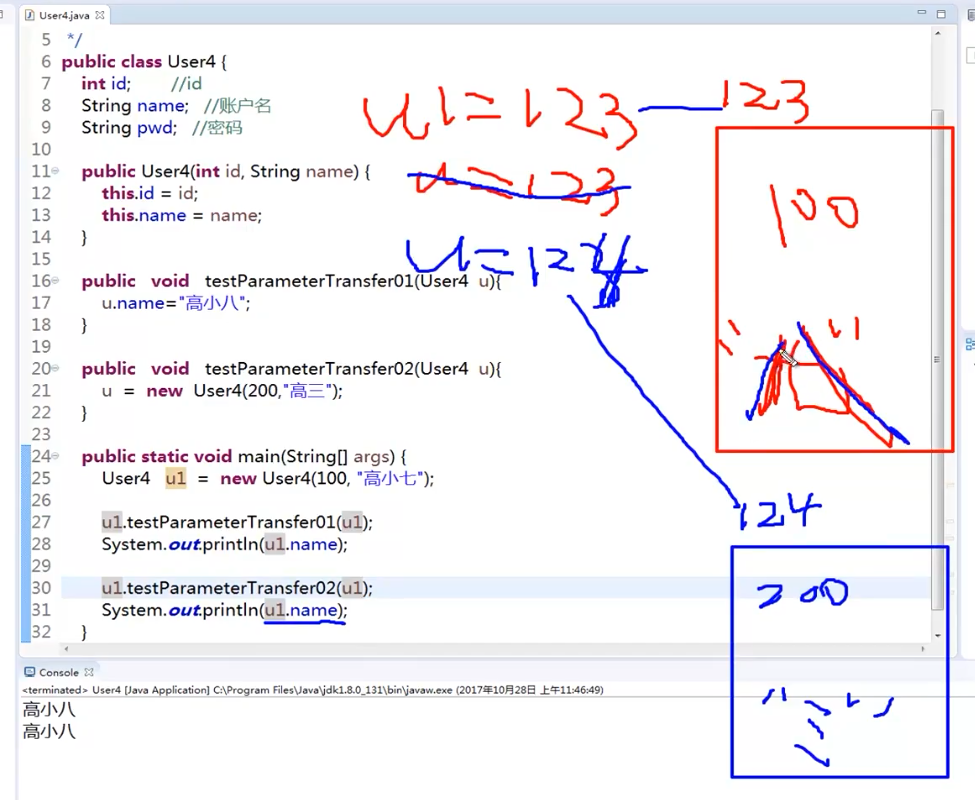 User4.java
5 */
6 public class User4 {
7 int id; //id
8 String name; //账户名
9 String pwd; //密码
10
11 public User4(int id, String name) {
12 this.id = id;
13 this.name = name;
14 }
15
16 public void testParameterTransfer01(User4 u){
17 u.name="高小八";
18 }
19
20 public void testParameterTransfer02(User4 u){
21 u = new User4(200,"高三");
22 }
23
24 public static void main(String[] args) {
25 User4 u1 = new User4(100, "高小七");
26
27 u1.testParameterTransfer01(u1);
28 System.out.println(u1.name);
29
30 u1.testParameterTransfer02(u1);
31 System.out.println(u1.name);
32 }
u1=123
123
u=123
100
u=124
124
200
Console
<terminated> User4 [Java Application] C:\Program Files\Java\jdk1.8.0_131\bin\javaw.exe (2017年10月28日 上午11:46:49)
高小八
高小八